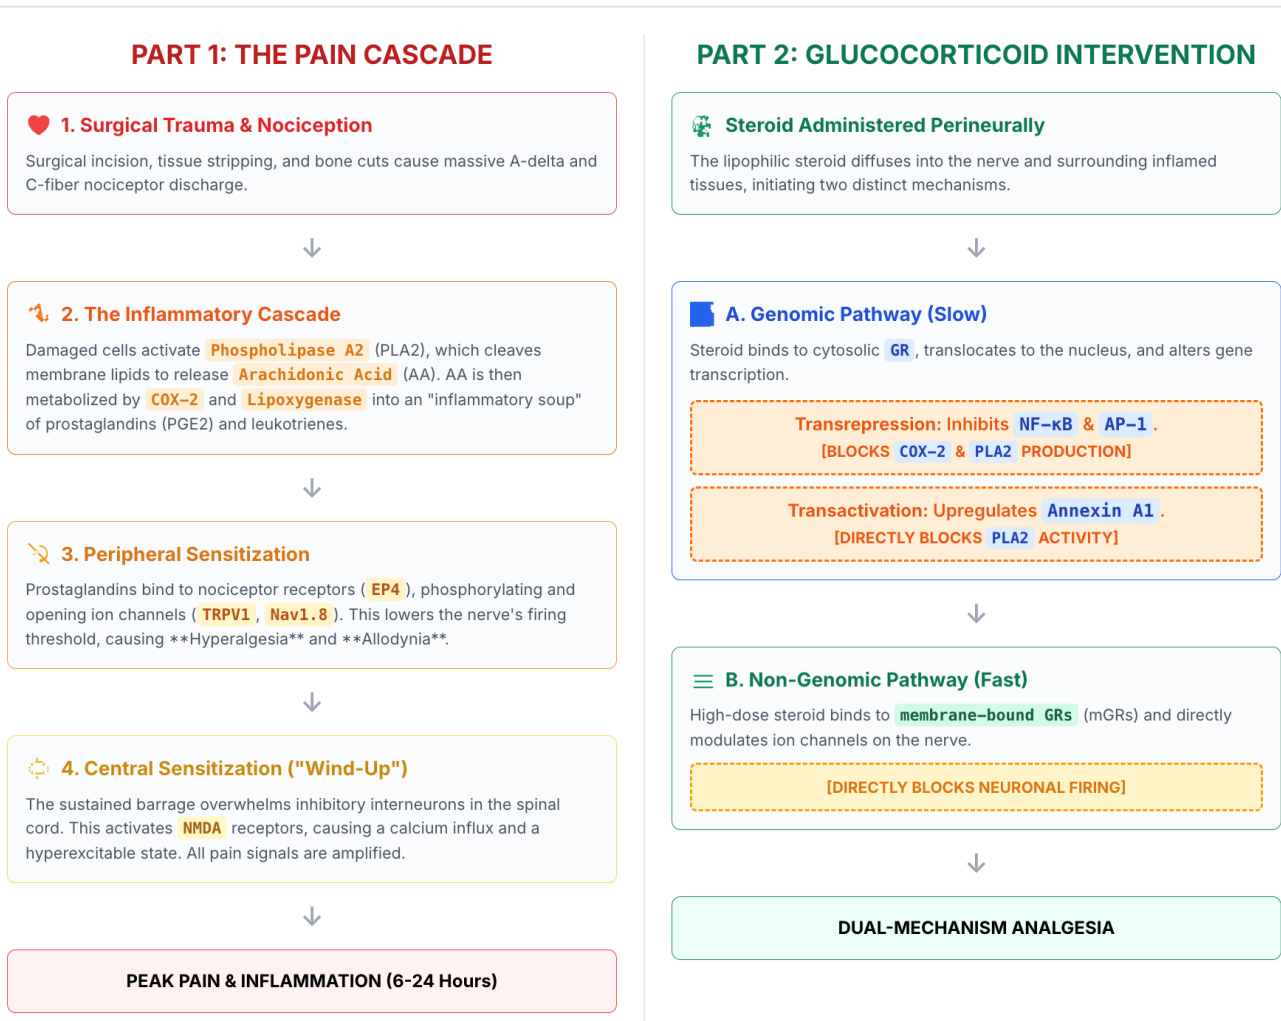 PART 1: THE PAIN CASCADE
1. Surgical Trauma & Nociception
Surgical incision, tissue stripping, and bone cuts cause massive A-delta and
C-fiber nociceptor discharge.
2. The Inflammatory Cascade
Damaged cells activate Phospholipase A2 (PLA2), which cleaves
membrane lipids to release Arachidonic Acid (AA). AA is then
metabolized by COX-2 and Lipoxygenase into an "inflammatory soup"
of prostaglandins (PGE2) and leukotrienes.
3. Peripheral Sensitization
Prostaglandins bind to nociceptor receptors (EP4), phosphorylating and
opening ion channels (TRPV1, Nav1.8). This lowers the nerve's firing
threshold, causing **Hyperalgesia** and **Allodynia**.
4. Central Sensitization ("Wind-Up")
The sustained barrage overwhelms inhibitory interneurons in the spinal
cord. This activates NMDA receptors, causing a calcium influx and a
hyperexcitable state. All pain signals are amplified.
PEAK PAIN & INFLAMMATION (6-24 Hours)
PART 2: GLUCOCORTICOID INTERVENTION
Steroid Administered Perineurally
The lipophilic steroid diffuses into the nerve and surrounding inflamed
tissues, initiating two distinct mechanisms.
A. Genomic Pathway (Slow)
Steroid binds to cytosolic GR, translocates to the nucleus, and alters gene
transcription.
Transrepression: Inhibits NF-κB & AP-1.
[BLOCKS COX-2 & PLA2 PRODUCTION]
Transactivation: Upregulates Annexin A1.
[DIRECTLY BLOCKS PLA2 ACTIVITY]
B. Non-Genomic Pathway (Fast)
High-dose steroid binds to membrane-bound GRs (mGRs) and directly
modulates ion channels on the nerve.
[DIRECTLY BLOCKS NEURONAL FIRING]
DUAL-MECHANISM ANALGESIA